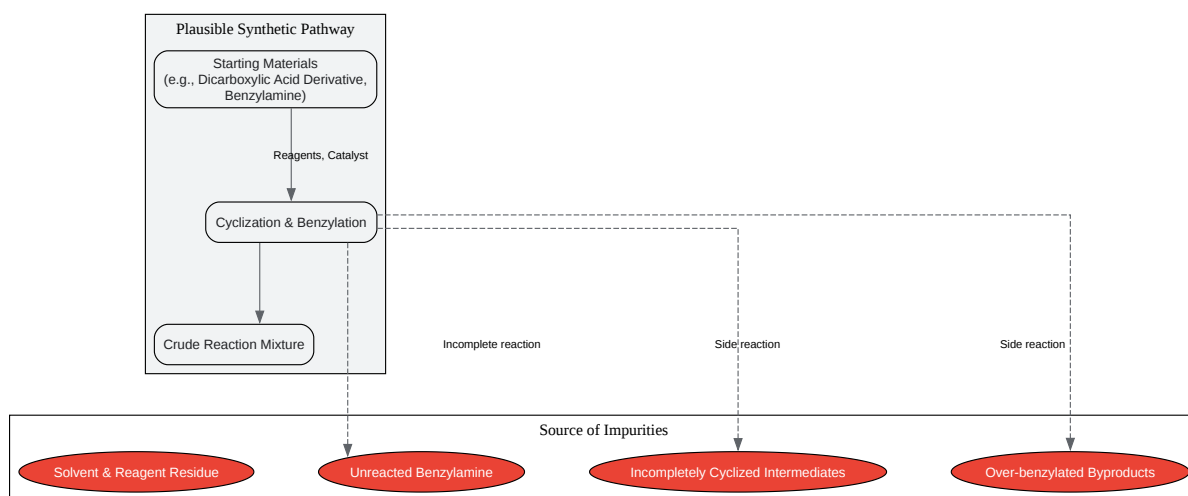 Plausible Synthetic Pathway
Starting Materials
(e.g., Dicarboxylic Acid Derivative,
Benzylamine)
Reagents, Catalyst
Cyclization & Benzylation
Crude Reaction Mixture
Incomplete reaction
Side reaction
Side reaction
Source of Impurities
Solvent & Reagent Residue
Unreacted Benzylamine
Incompletely Cyclized Intermediates
Over-benzylated Byproducts